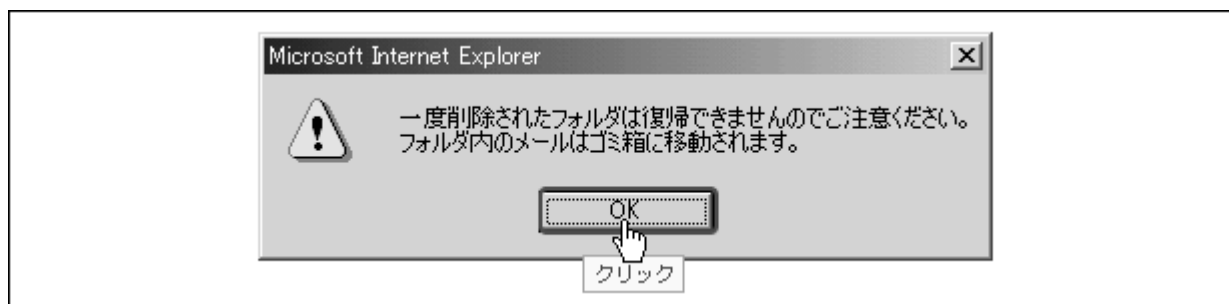 Microsoft Internet Explorer
一度削除されたフォルダは復帰できませんのでご注意ください。
フォルダ内のメールはゴミ箱に移動されます。
OK
クリック